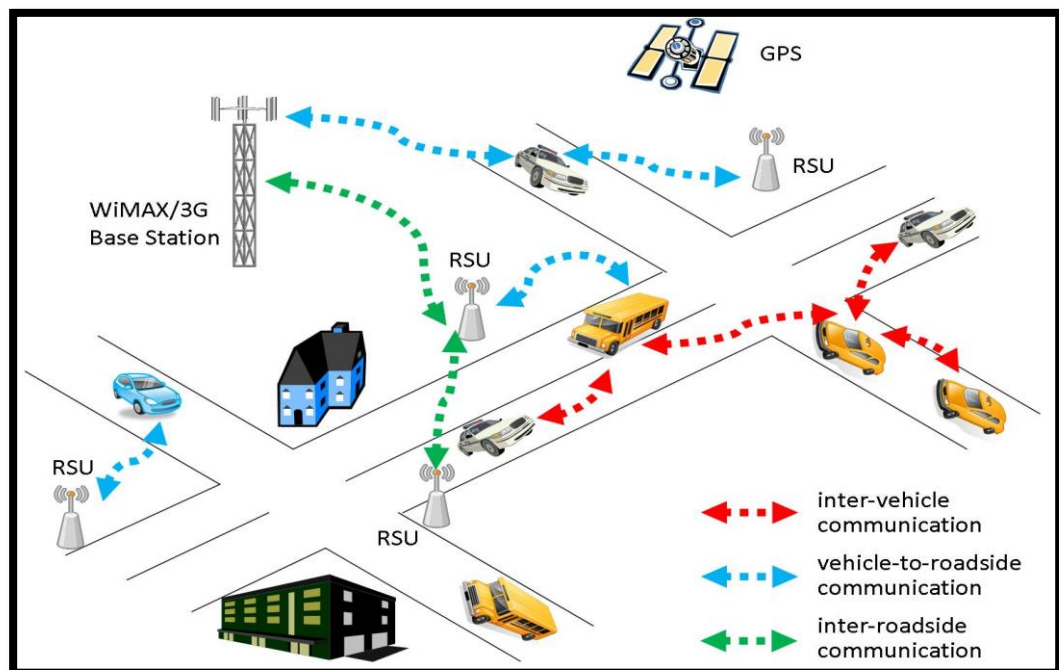 GPS
RSU
WiMAX/3G
Base Station
RSU
RSU
RSU
inter-vehicle
communication
vehicle-to-roadside
communication
inter-roadside
communication